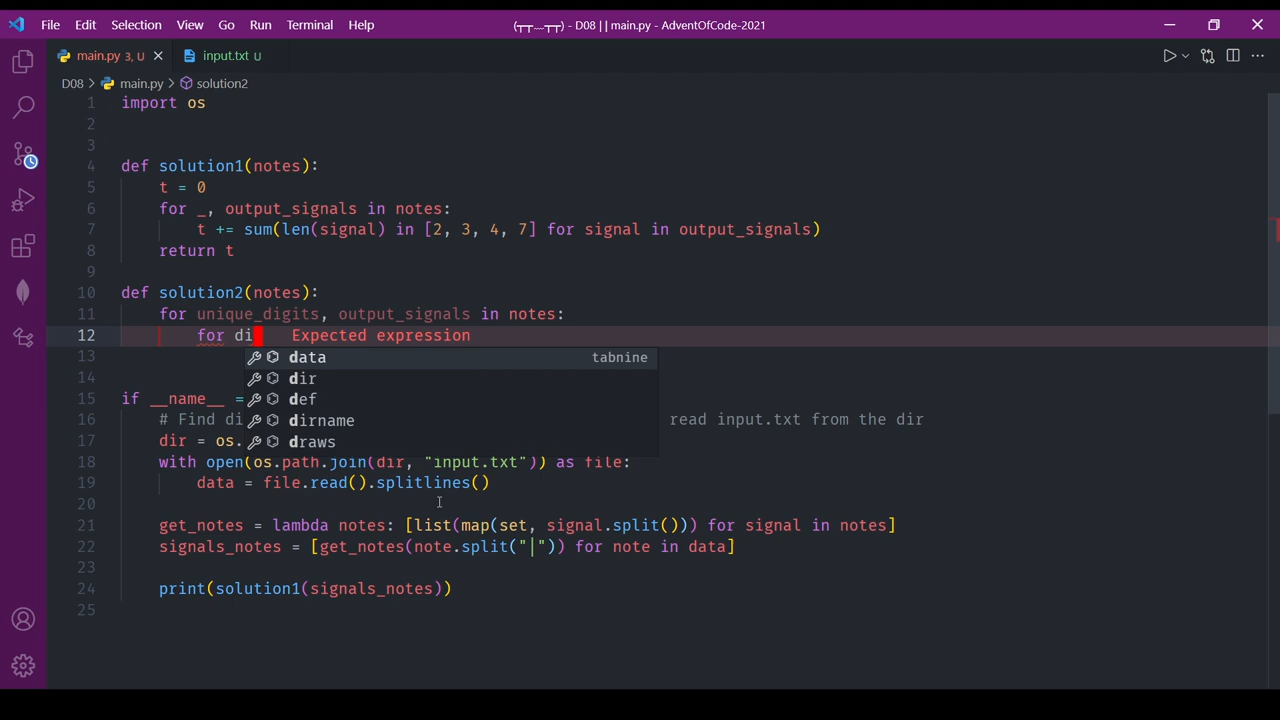 File Edit Selection View Go Run Terminal Help (┬┬﹏┬┬) - D08 | | main.py - AdventOfCode-2021
main.py 3, U input.txt U
D08 > main.py > solution2
1 import os
2
3
4 def solution1(notes):
5 t = 0
6 for _, output_signals in notes:
7 t += sum(len(signal) in [2, 3, 4, 7] for signal in output_signals)
8 return t
9
10 def solution2(notes):
11 for unique_digits, output_signals in notes:
12 for di Expected expression
13 data tabnine
14 dir
15 if __name__ = def
16 # Find di dirname read input.txt from the dir
17 dir = os. draws
18 with open(os.path.join(dir, "input.txt")) as file:
19 data = file.read().splitlines()
20
21 get_notes = lambda notes: [list(map(set, signal.split())) for signal in notes]
22 signals_notes = [get_notes(note.split("|")) for note in data]
23
24 print(solution1(signals_notes))
25